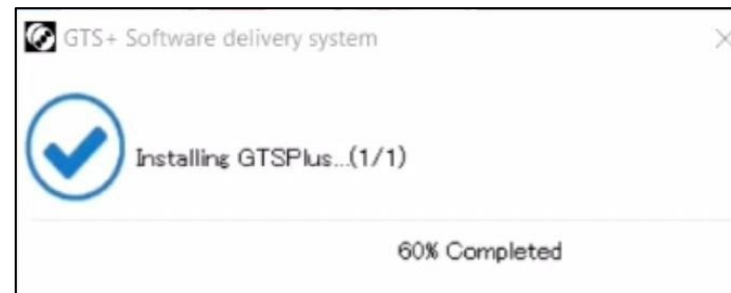 GTS+ Software delivery system
Installing GTSPlus...(1/1)
60% Completed